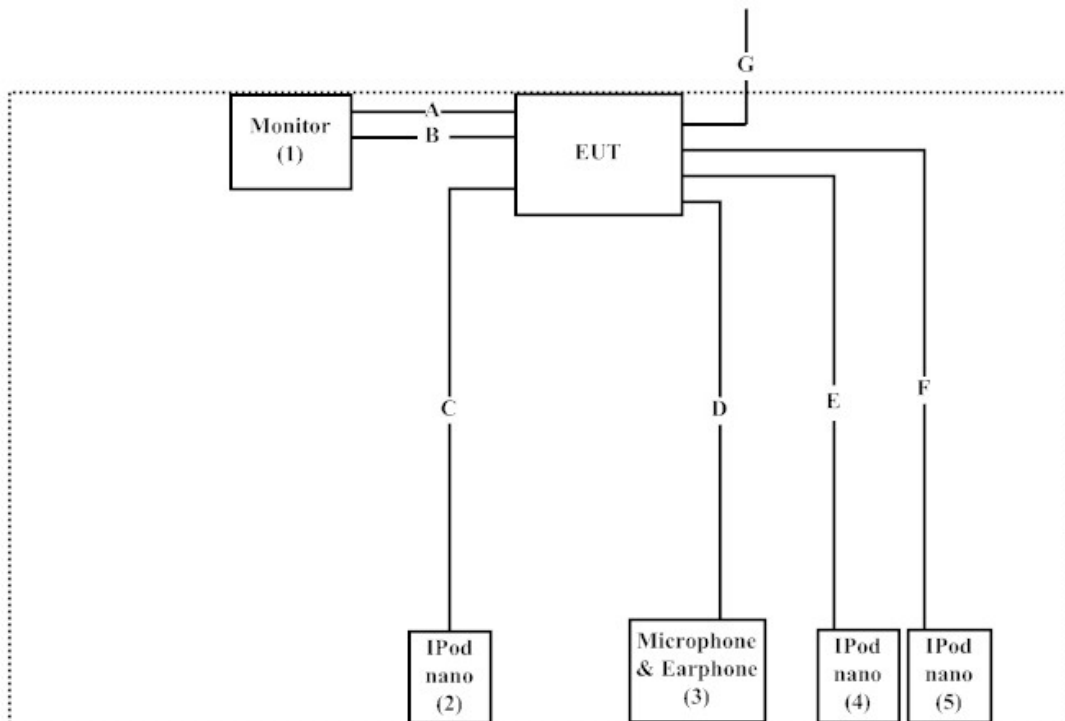 G
A
Monitor
(1)
B
EUT
C
D
E
F
IPod
nano
(2)
Microphone
& Earphone
(3)
IPod
nano
(4)
IPod
nano
(5)